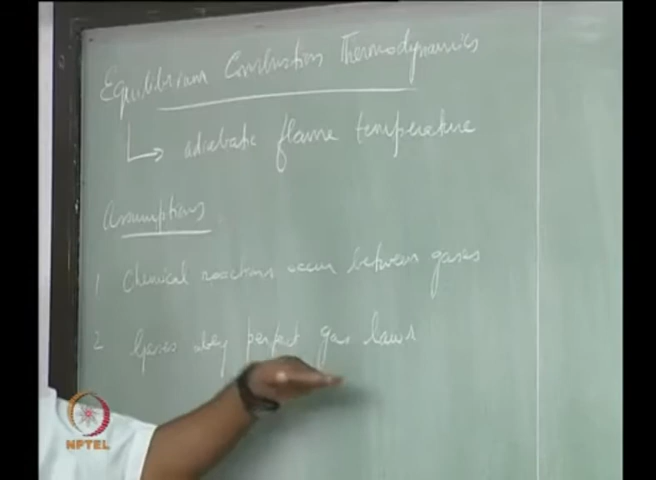 Equilibrium Combustion Thermodynamics
adiabatic flame temperature
Assumptions
1 Chemical reactions occur between gases
2 Gases obey perfect gas laws
NPTEL